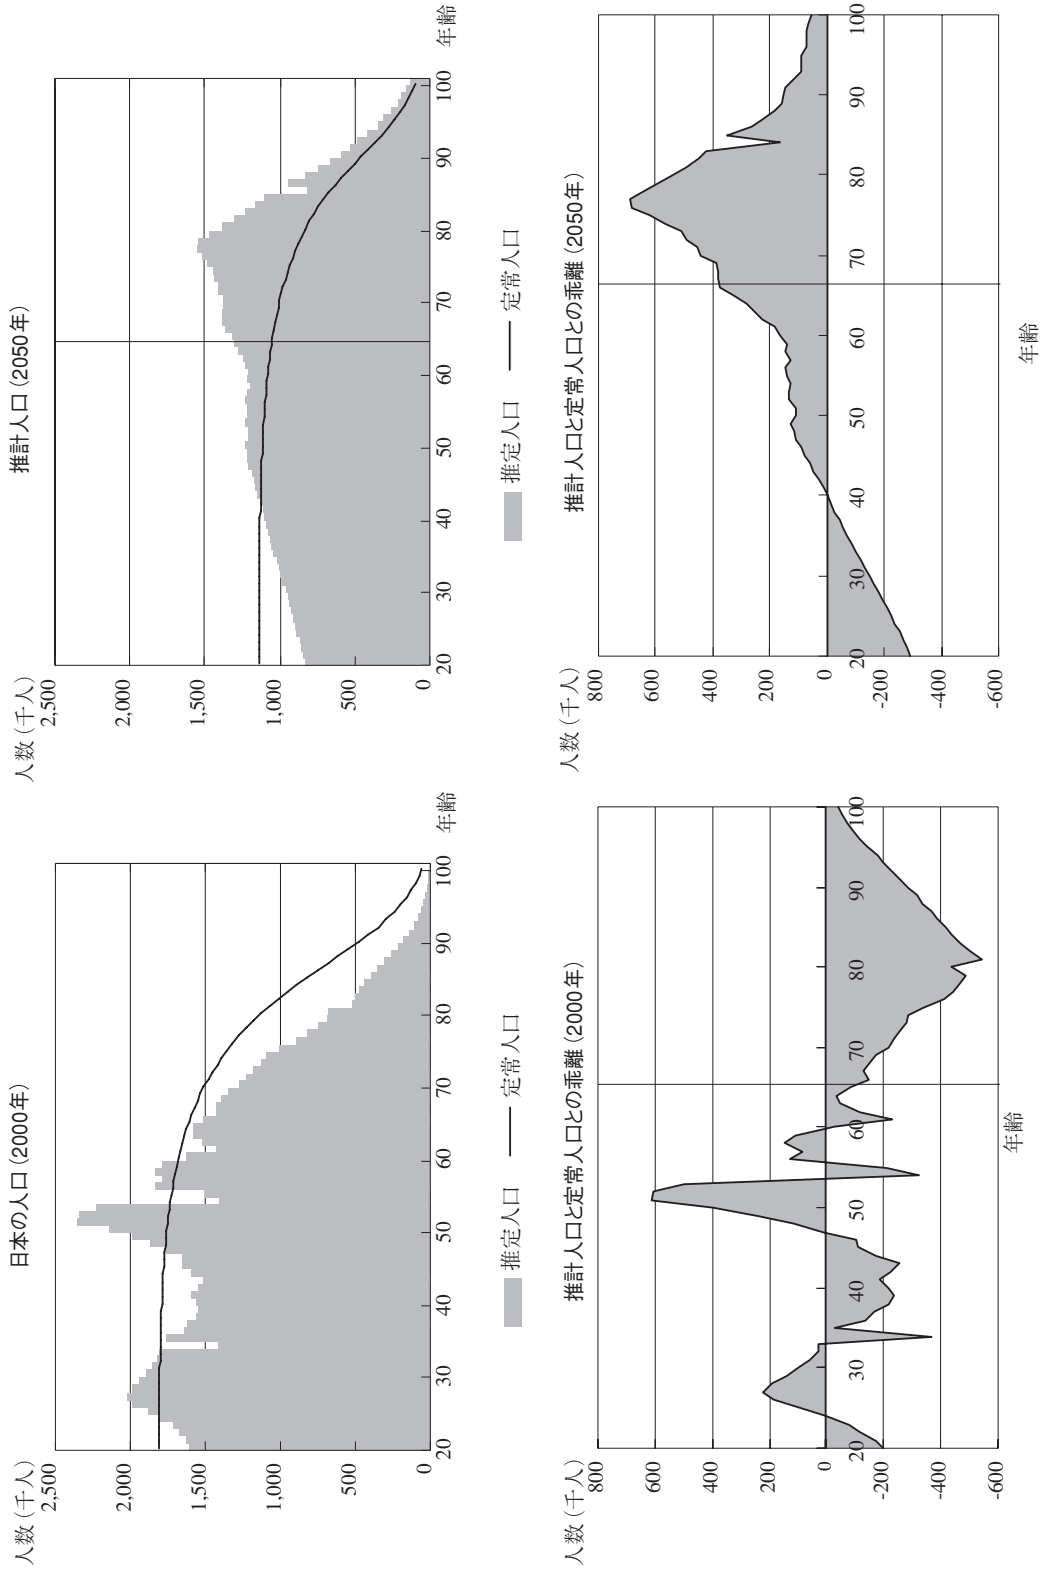 日本の人口（2000年）
人数（千人）
2,500
2,000
1,500
1,000
500
0
20 30 40 50 60 70 80 90 100
年齢
推定人口 定常人口
推計人口（2050年）
人数（千人）
2,500
2,000
1,500
1,000
500
0
20 30 40 50 60 70 80 90 100
年齢
推定人口 定常人口
推計人口と定常人口との乖離（2000年）
人数（千人）
800
600
400
200
0
-200
-400
-600
20 30 40 50 60 70 80 90 100
年齢
推計人口と定常人口との乖離（2050年）
人数（千人）
800
600
400
200
0
-200
-400
-600
20 30 40 50 60 70 80 90 100
年齢